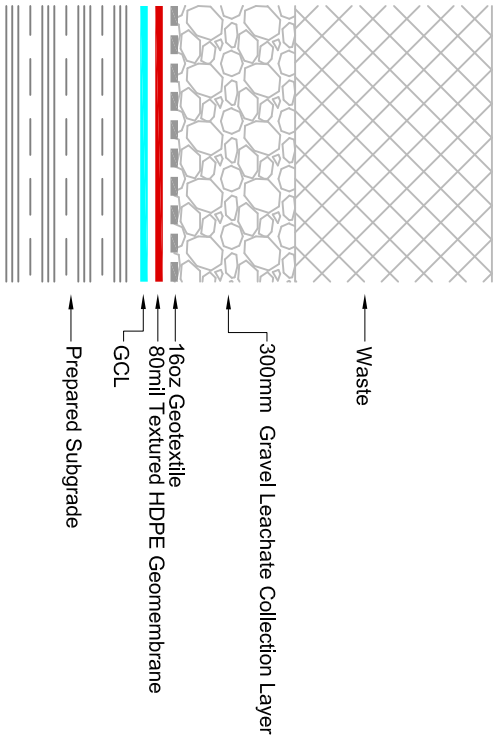 Waste
300mm Gravel Leachate Collection Layer
16oz Geotextile
80mil Textured HDPE Geomembrane
GCL
Prepared Subgrade